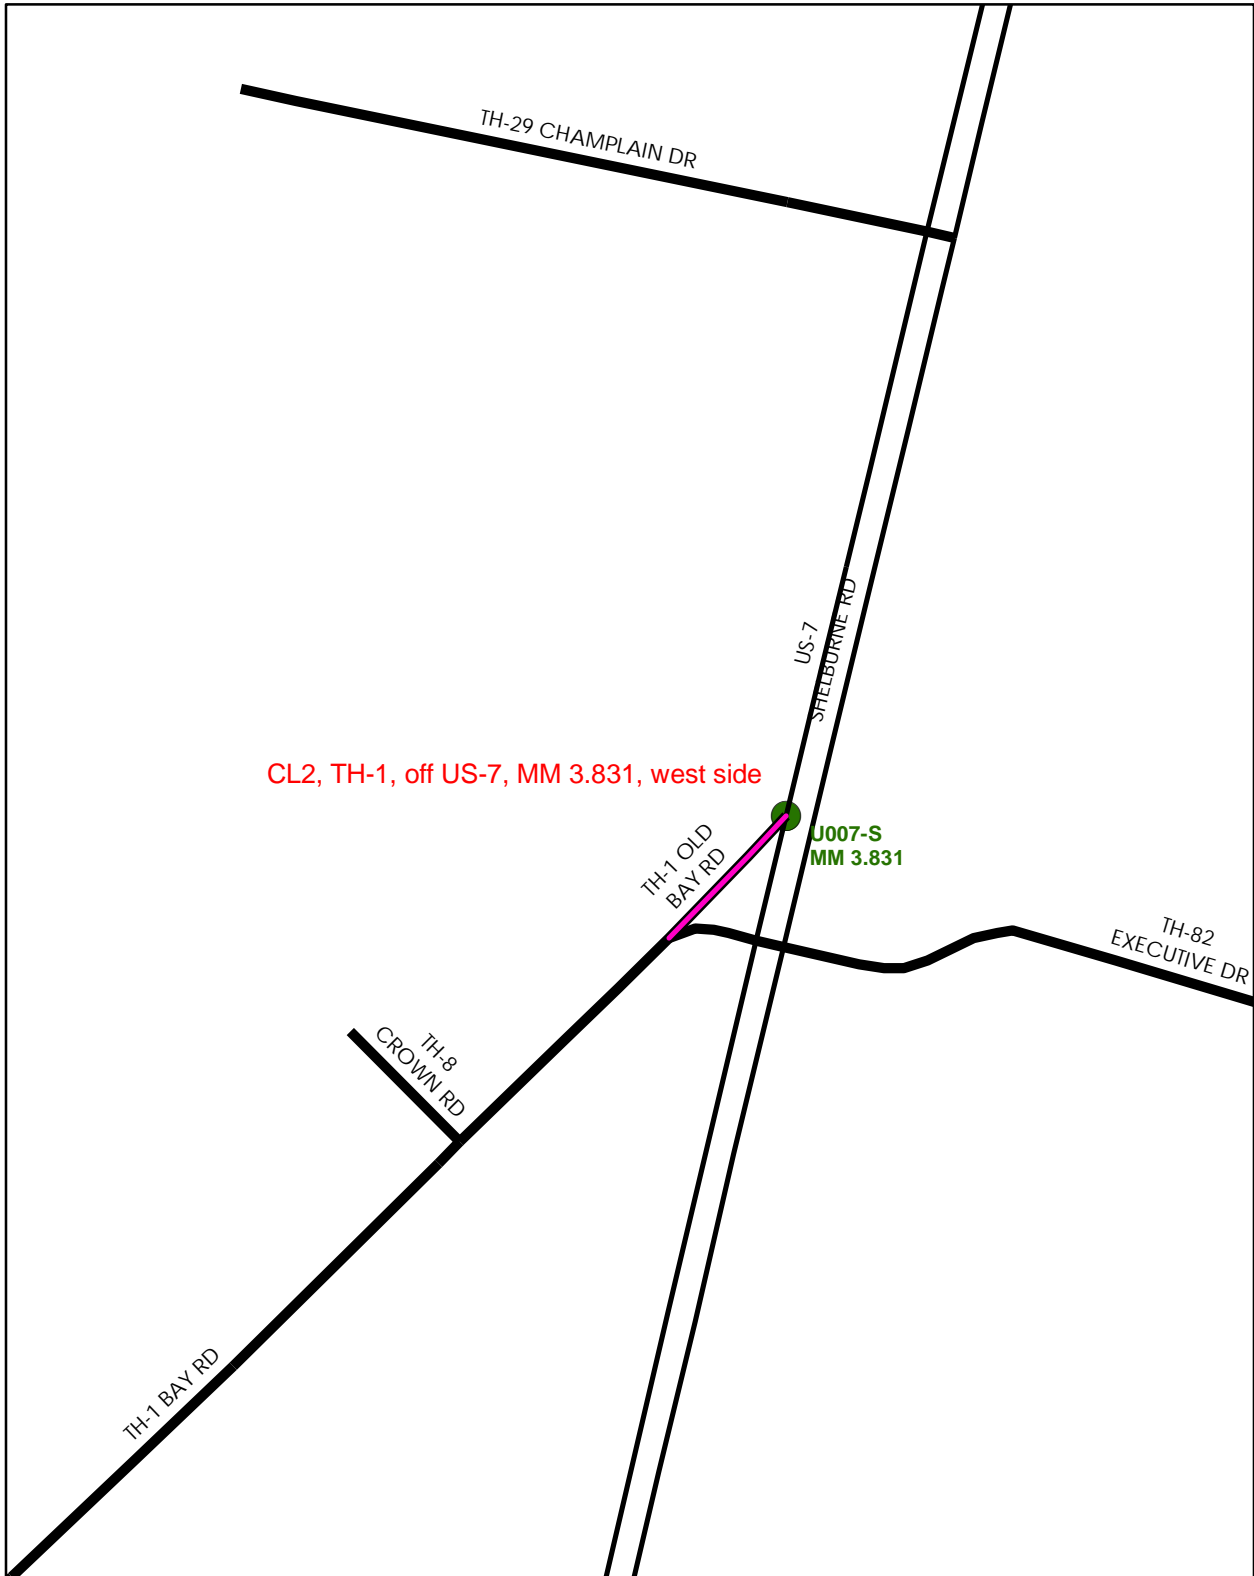 TH-29 CHAMPLAIN DR
US-7
SHELBURNE RD
CL2, TH-1, off US-7, MM 3.831, west side
U007-S
MM 3.831
TH-1 OLD
BAY RD
TH-82
EXECUTIVE DR
TH-8
CROWN RD
TH-1 BAY RD